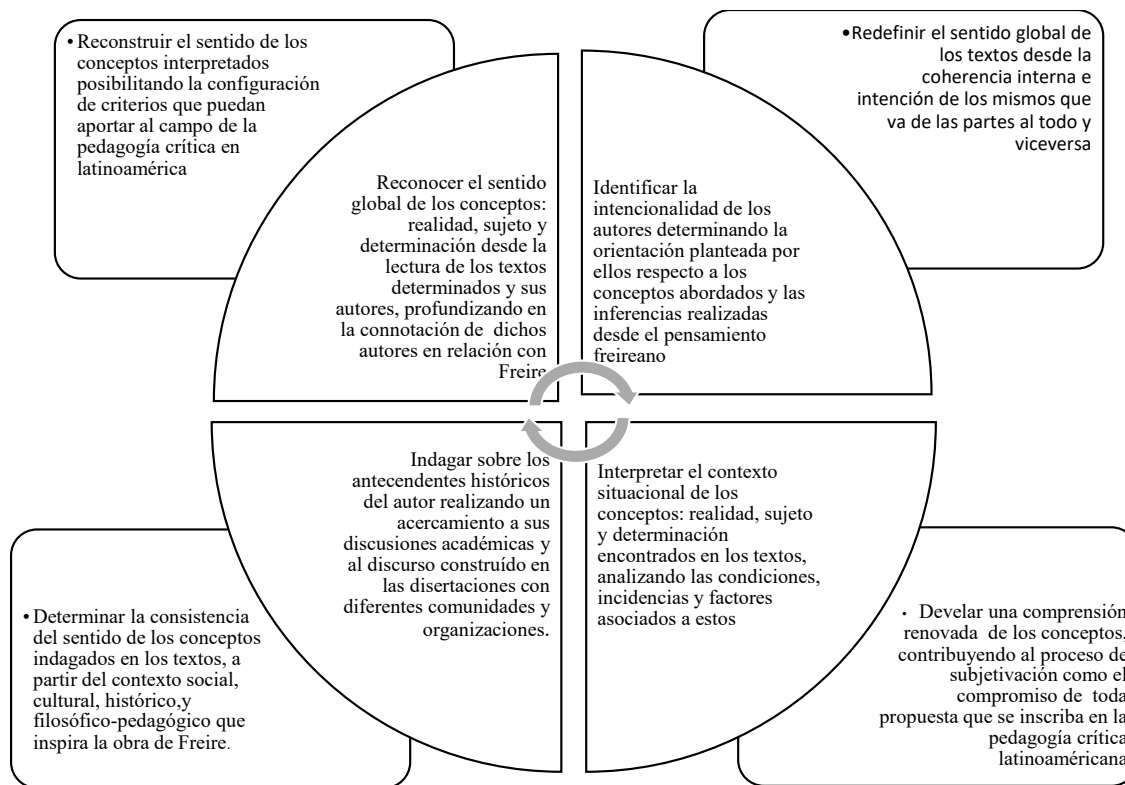 • Reconstruir el sentido de los
conceptos interpretados
posibilitando la configuración
de criterios que puedan
aportar al campo de la
pedagogía crítica en
latinoamérica
•Redefinir el sentido global de
los textos desde la
coherencia interna e
intención de los mismos que
va de las partes al todo y
viceversa
Reconocer el sentido
global de los conceptos:
realidad, sujeto y
determinación desde la
lectura de los textos
determinados y sus
autores, profundizando en
la connotación de dichos
autores en relación con
Freire
Identificar la
intencionalidad de los
autores determinando la
orientación planteada por
ellos respecto a los
conceptos abordados y las
inferencias realizadas
desde el pensamiento
freireano
Indagar sobre los
antecendentes históricos
del autor realizando un
acercamiento a sus
discusiones académicas y
al discurso construído en
las disertaciones con
diferentes comunidades y
organizaciones.
Interpretar el contexto
situacional de los
conceptos: realidad, sujeto
y determinación
encontrados en los textos,
analizando las condiciones,
incidencias y factores
asociados a estos
• Determinar la consistencia
del sentido de los conceptos
indagados en los textos, a
partir del contexto social,
cultural, histórico,y
filosófico-pedagógico que
inspira la obra de Freire.
• Develar una comprensión
renovada de los conceptos,
contribuyendo al proceso de
subjetivación como el
compromiso de toda
propuesta que se inscriba en la
pedagogía crítica
latinoaméricana